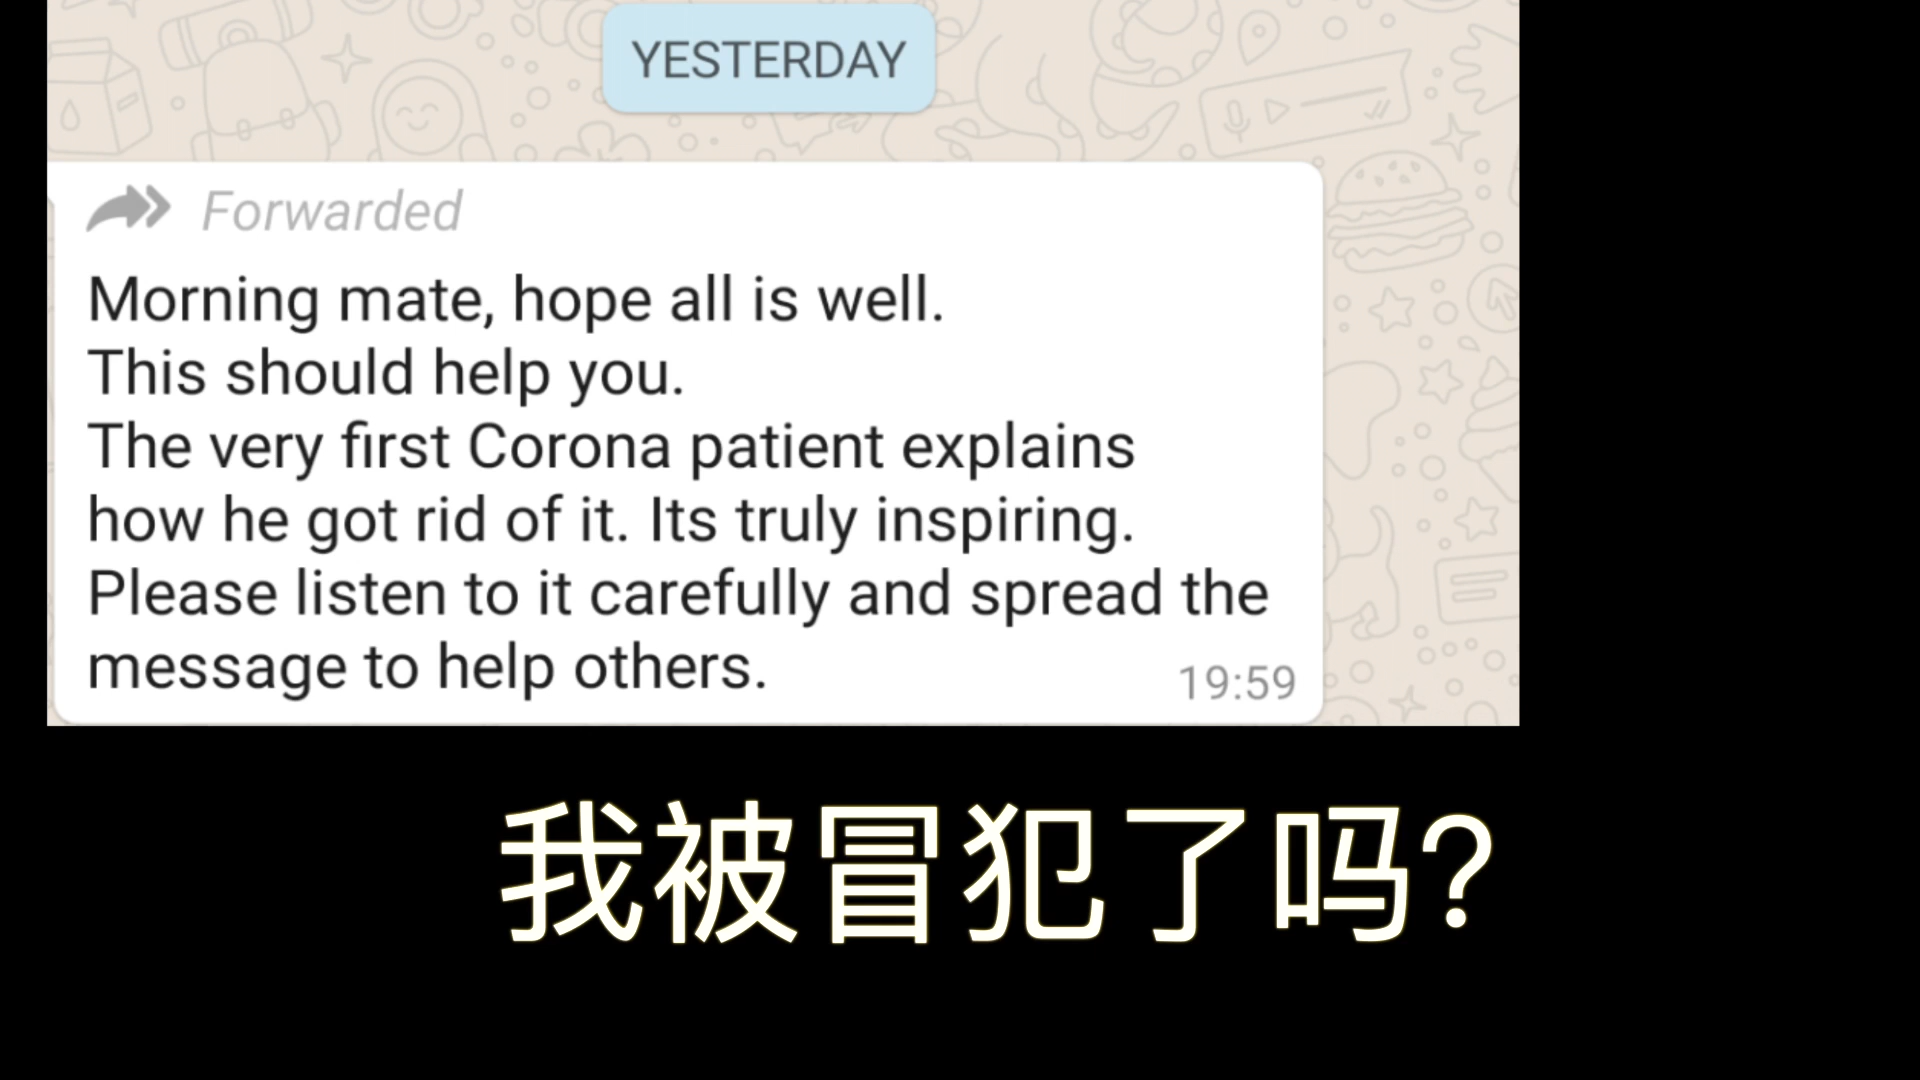 YESTERDAY
Forwarded
Morning mate, hope all is well.
This should help you.
The very first Corona patient explains
how he got rid of it. Its truly inspiring.
Please listen to it carefully and spread the
message to help others.
19:59
我被冒犯了吗?